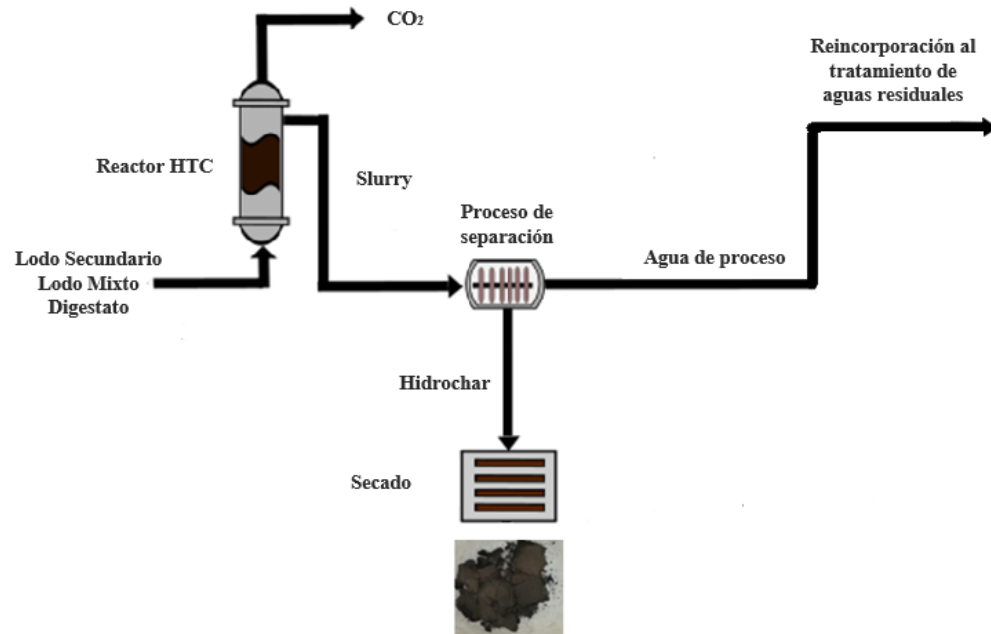 CO₂
Reincorporación al
tratamiento de
aguas residuales
Reactor HTC
Slurry
Proceso de
separación
Lodo Secundario
Lodo Mixto
Digestato
Agua de proceso
Hidrochar
Secado